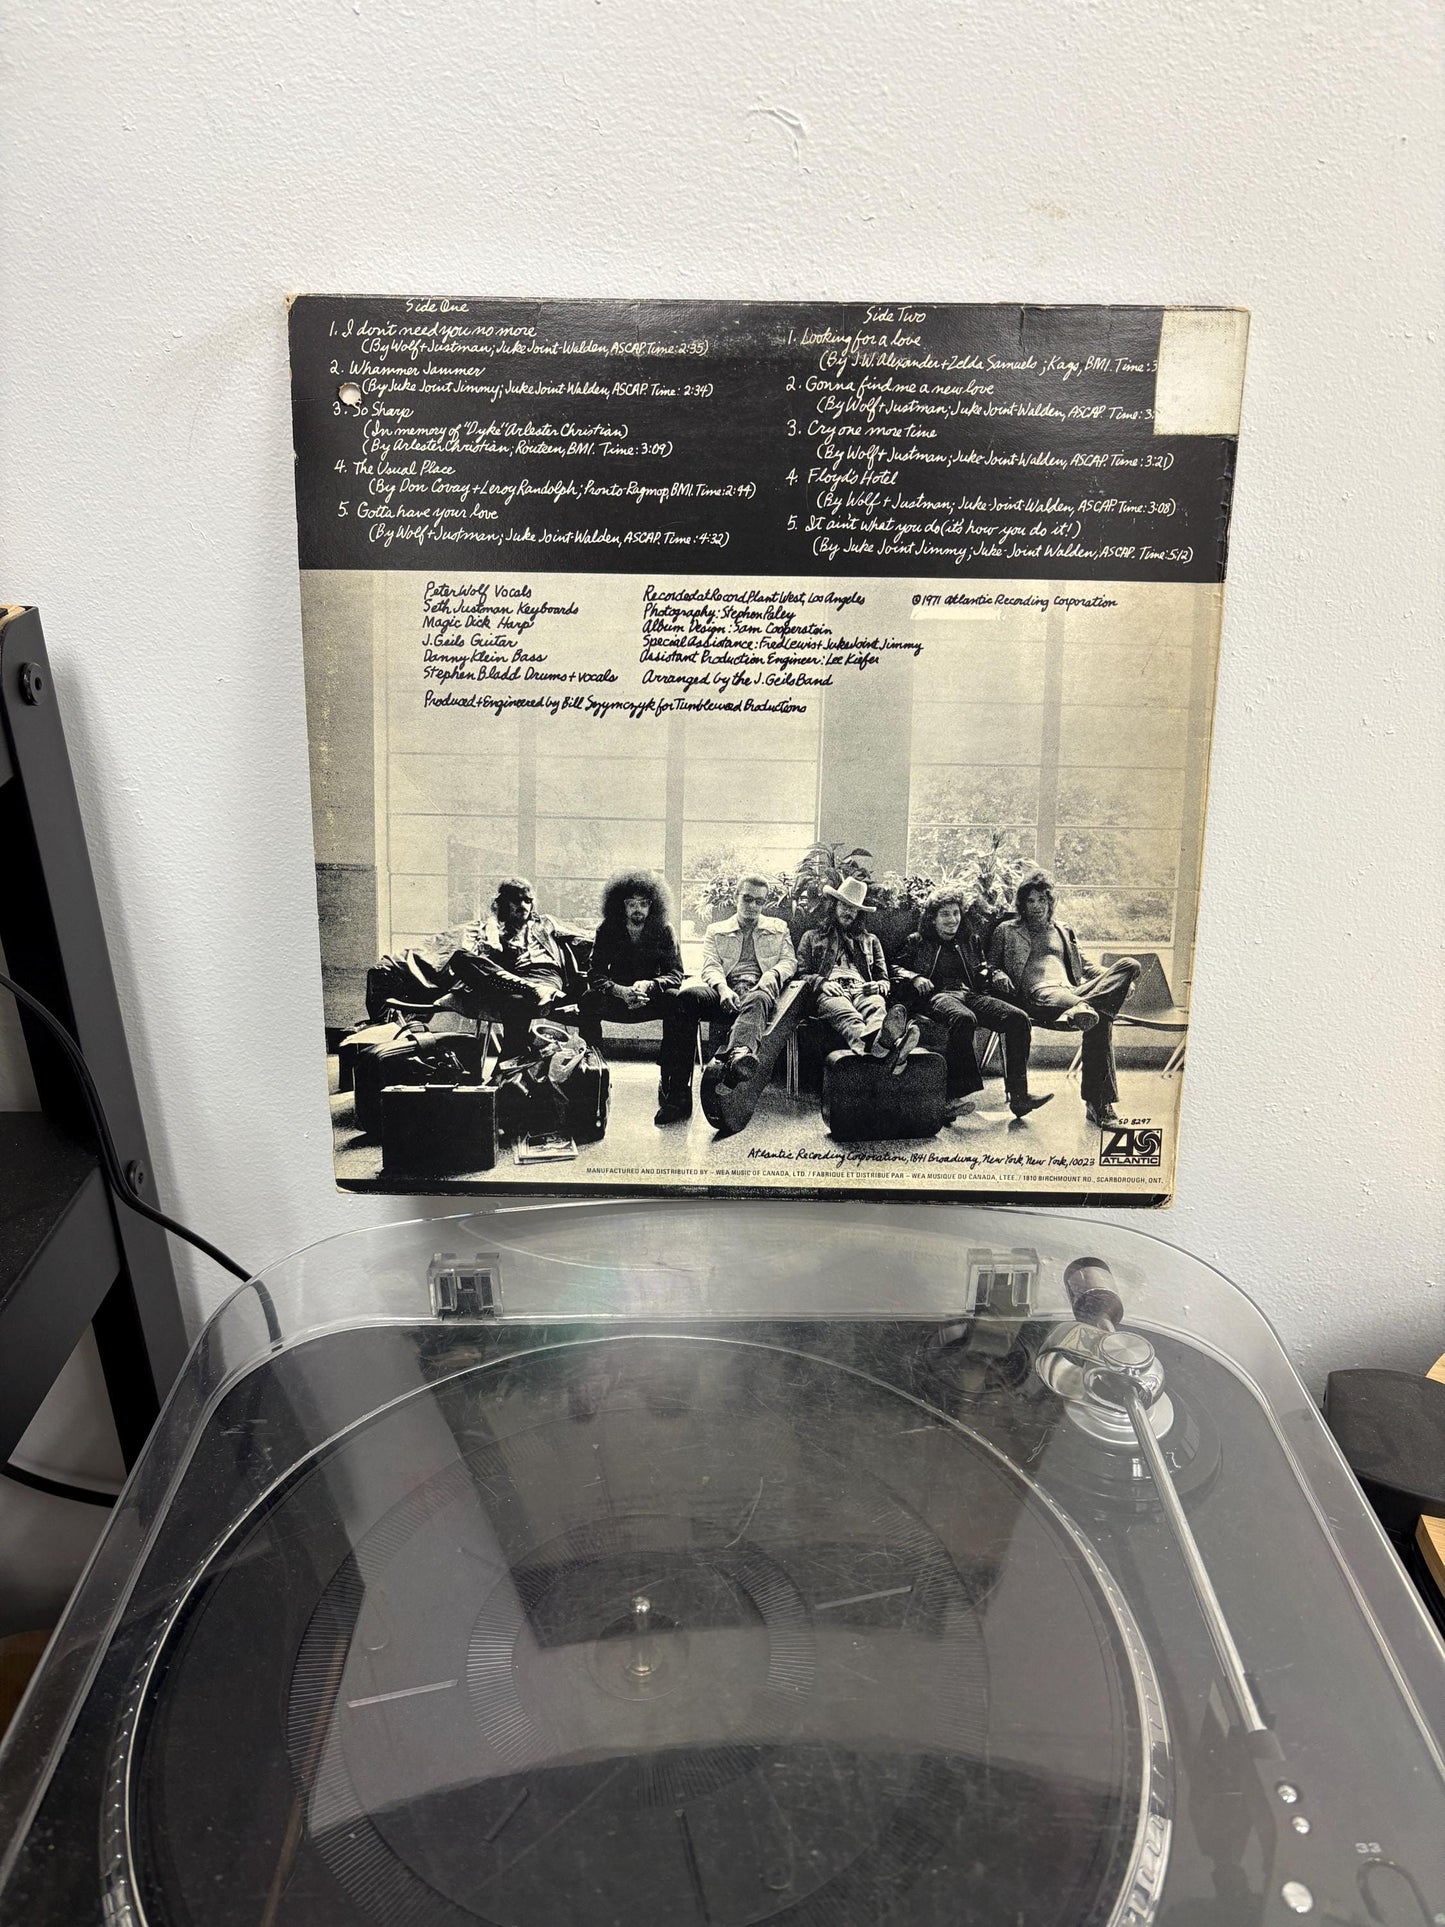 Side One
1. I don't need you no more
(By Wolf + Justman; Juke Joint-Walden, ASCAP. Time: 2:35)
2. Whammer Jammer
(By Juke Joint Jimmy; Juke Joint Walden, ASCAP. Time: 2:34)
3. So Sharp
(In memory of "Dyke" Arlester Christian)
(By Arlester Christian; Routeen, BMI. Time: 3:09)
4. The Usual Place
(By Don Covay + Leroy Randolph; Pronto-Ragmop, BMI. Time: 2:44)
5. Gotta have your love
(By Wolf + Justman; Juke Joint-Walden, ASCAP. Time: 4:32)
Side Two
1. Looking for a love
(By J.W. Alexander + Zelda Samuels; Kags, BMI. Time: 3
2. Gonna find me a new love
(By Wolf + Justman; Juke Joint-Walden, ASCAP. Time: 3:
3. Cry one more time
(By Wolf + Justman; Juke Joint-Walden, ASCAP. Time: 3:21)
4. Floyd's Hotel
(By Wolf + Justman; Juke Joint-Walden, ASCAP. Time: 3:08)
5. It ain't what you do (it's how you do it!)
(By Juke Joint Jimmy; Juke-Joint Walden, ASCAP. Time: 5:12)
Peter Wolf Vocals
Seth Justman Keyboards
Magic Dick Harp
J. Geils Guitar
Danny Klein Bass
Stephen Bladd Drums + vocals
Produced + Engineered by Bill Szymczyk for Tumbleweed Productions
Recorded at Record Plant West, Los Angeles
Photography: Stephen Paley
Album Design: Sam Cooperstein
Special Assistance: Fred Lewis + Juke Joint Jimmy
Assistant Production Engineer: Lee Kiefer
Arranged by the J. Geils Band
℗1971 Atlantic Recording Corporation
SD 8297
ATLANTIC
Atlantic Recording Corporation, 1841 Broadway, New York, New York, 10023
MANUFACTURED AND DISTRIBUTED BY – WEA MUSIC OF CANADA, LTD. / FABRIQUE ET DISTRIBUE PAR – WEA MUSIQUE DU CANADA, LTEE. / 1810 BIRCHMOUNT RD., SCARBOROUGH, ONT.
33